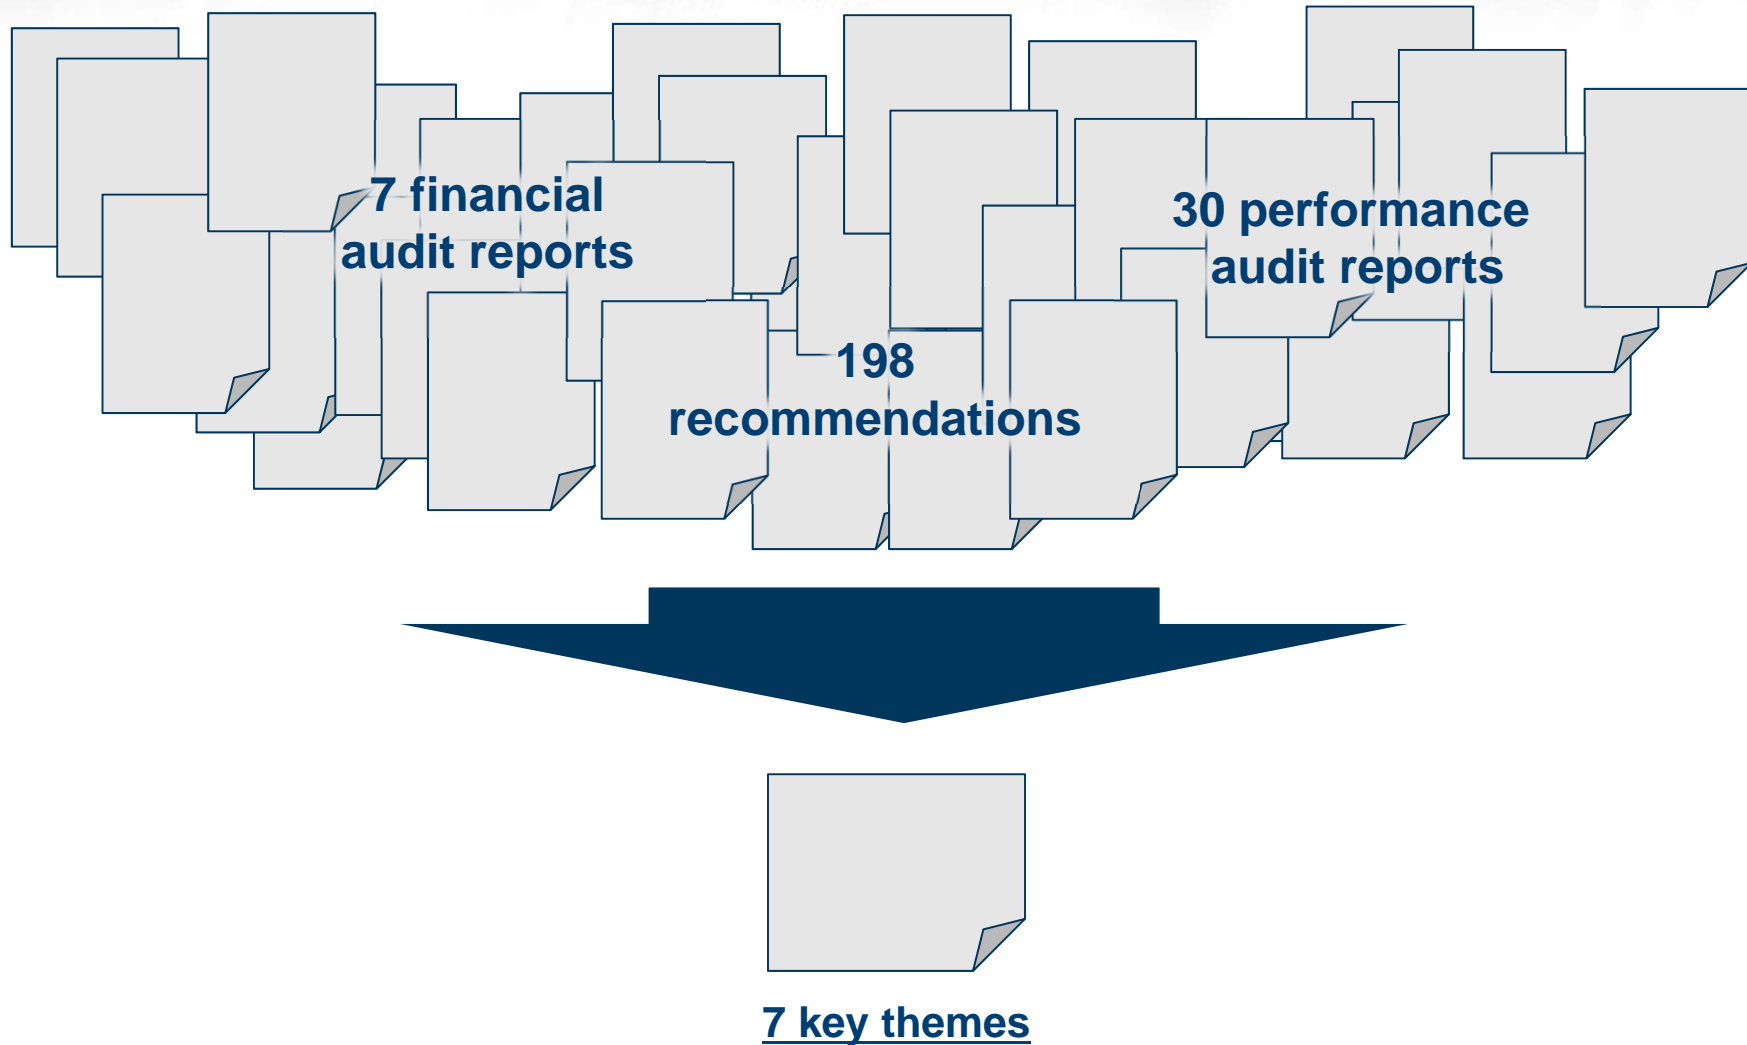 7 financial
audit reports
30 performance
audit reports
198
recommendations
7 key themes